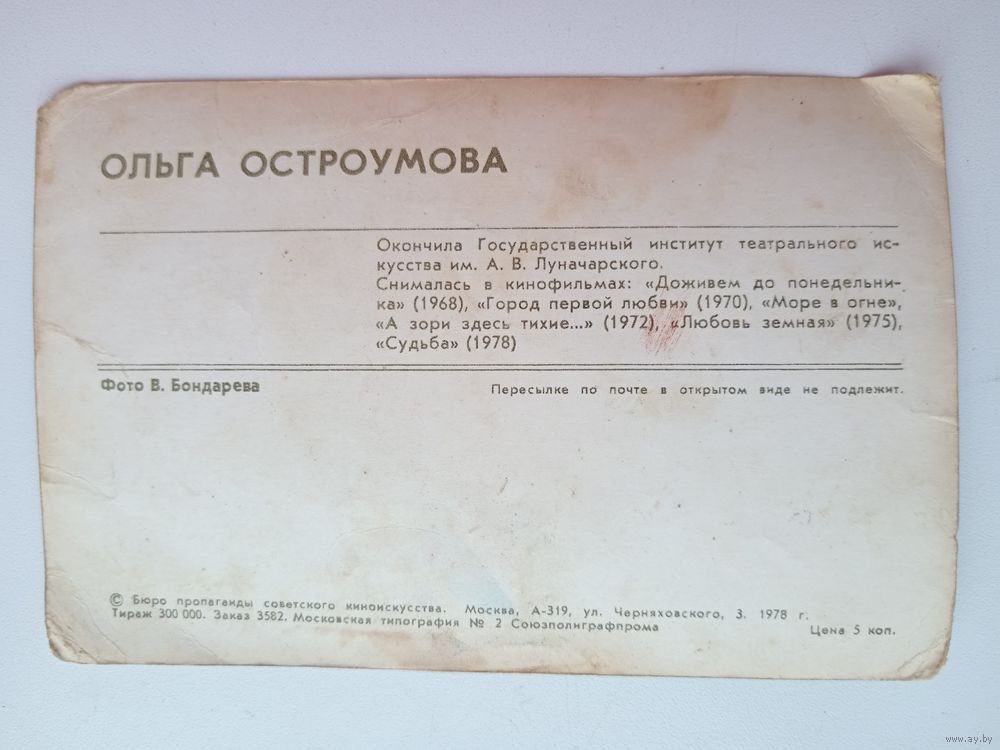 ОЛЬГА ОСТРОУМОВА
Окончила Государственный институт театрального ис-
кусства им. А. В. Луначарского.
Снималась в кинофильмах: «Доживем до понедельни-
ка» (1968), «Город первой любви» (1970), «Море в огне»,
«А зори здесь тихие...» (1972), «Любовь земная» (1975),
«Судьба» (1978)
Фото В. Бондарева
Пересылке по почте в открытом виде не подлежит.
© Бюро пропаганды советского киноискусства. Москва, А-319, ул. Черняховского, 3. 1978 г.
Тираж 300 000. Заказ 3582. Московская типография № 2 Союзполиграфпрома
Цена 5 коп.
www.ay.by